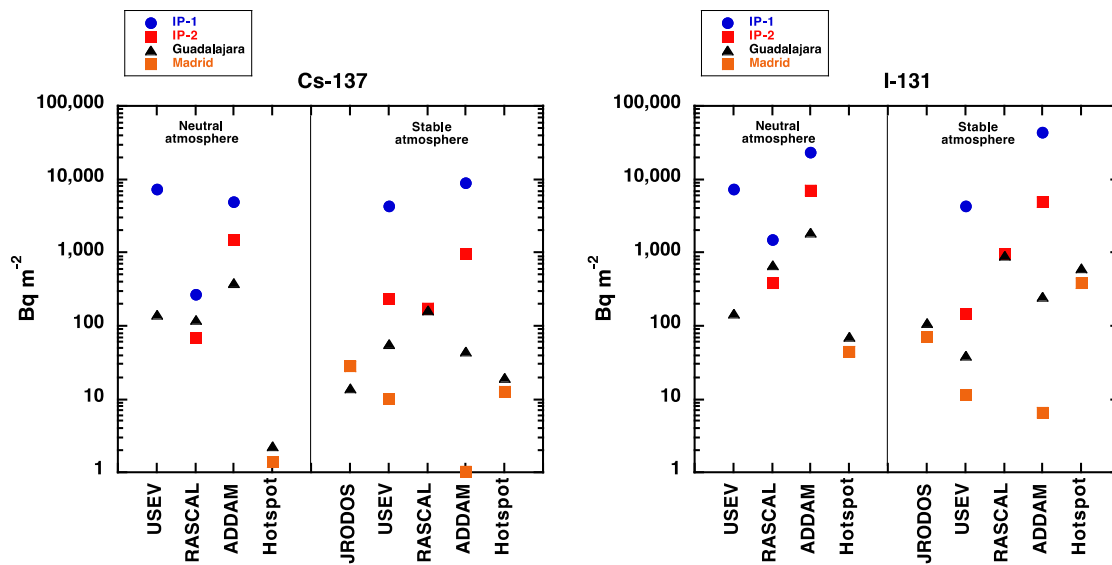 IP-1
IP-2
Guadalajara
Madrid
Cs-137
100,000
10,000
1,000
100
10
1
Bq m⁻²
Neutral
atmosphere
Stable
atmosphere
USEV
RASCAL
ADDAM
Hotspot
JRODOS
USEV
RASCAL
ADDAM
Hotspot
IP-1
IP-2
Guadalajara
Madrid
I-131
100,000
10,000
1,000
100
10
1
Bq m⁻²
Neutral
atmosphere
Stable
atmosphere
USEV
RASCAL
ADDAM
Hotspot
JRODOS
USEV
RASCAL
ADDAM
Hotspot